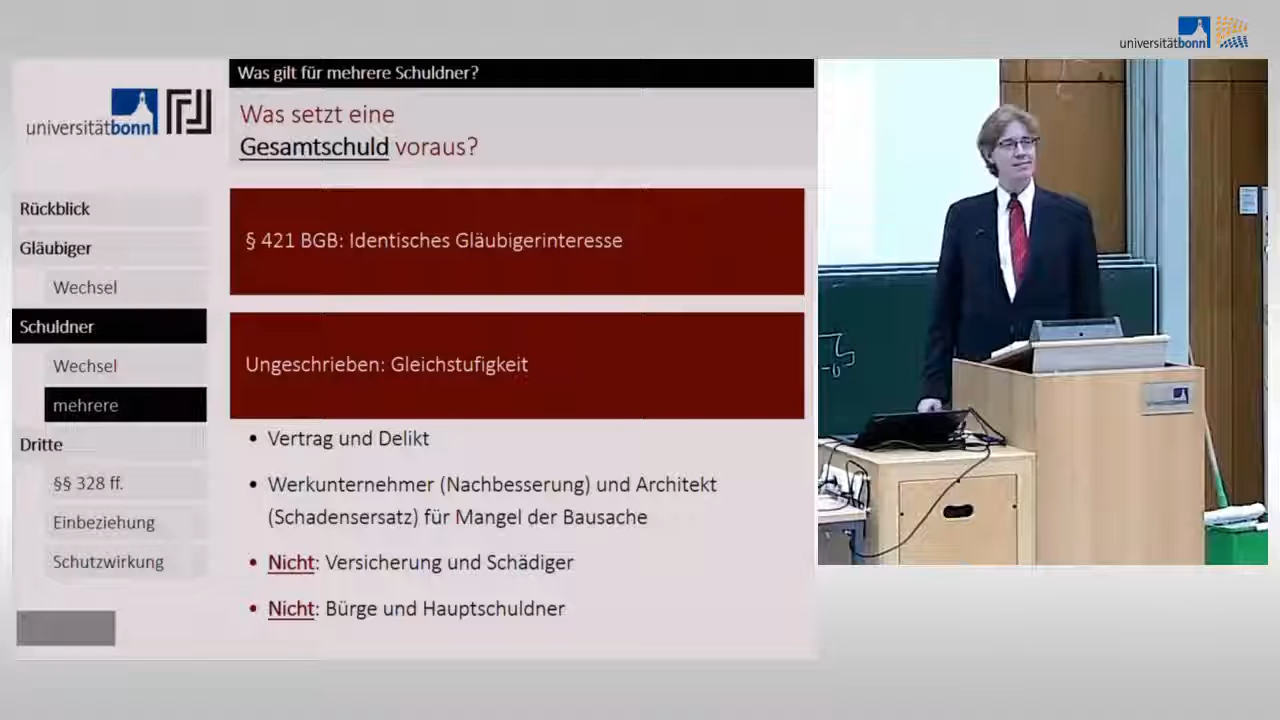 universitätbonn
Was gilt für mehrere Schuldner?
universitätbonn
Was setzt eine
Gesamtschuld voraus?
Rückblick
Gläubiger
Wechsel
Schuldner
Wechsel
mehrere
Dritte
§§ 328 ff.
Einbeziehung
Schutzwirkung
§ 421 BGB: Identisches Gläubigerinteresse
Ungeschrieben: Gleichstufigkeit
• Vertrag und Delikt
• Werkunternehmer (Nachbesserung) und Architekt
(Schadensersatz) für Mangel der Bausache
• Nicht: Versicherung und Schädiger
• Nicht: Bürge und Hauptschuldner